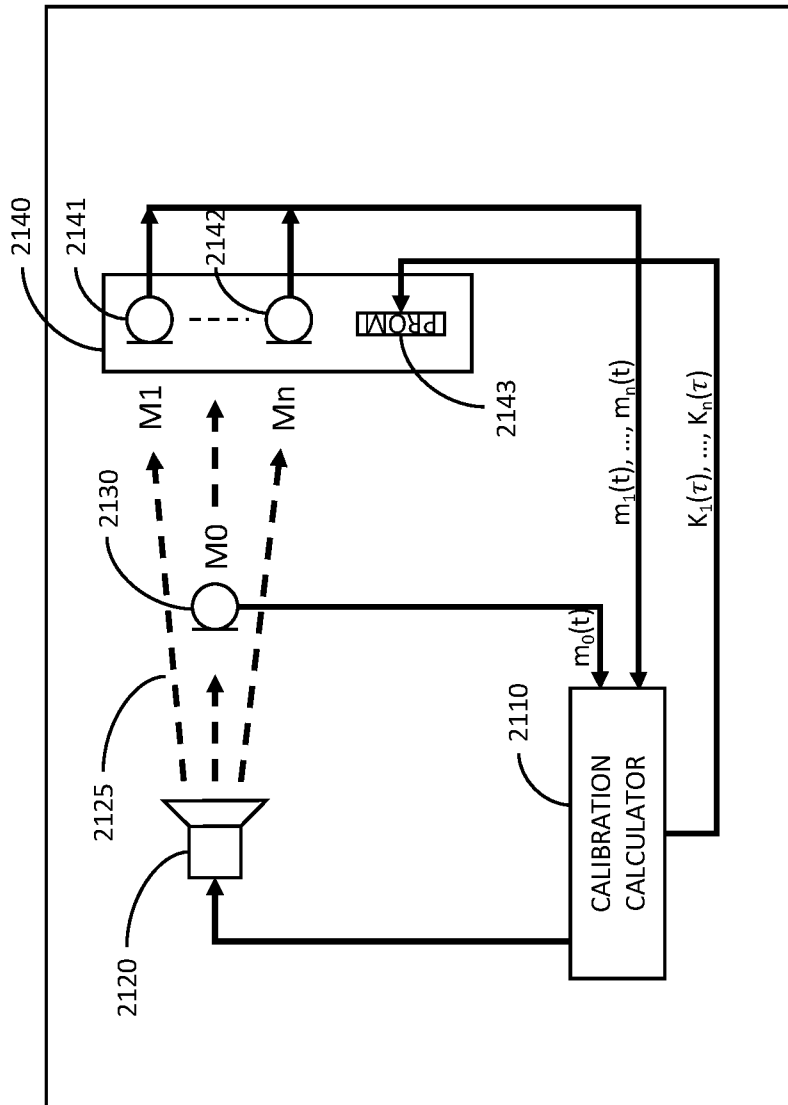 2140
2141
2125
2130
2120
M1
2142
M0
Mn
PROM
2143
2110
m₀(t)
CALIBRATION
CALCULATOR
m₁(t), ..., mₙ(t)
K₁(τ), ..., Kₙ(τ)